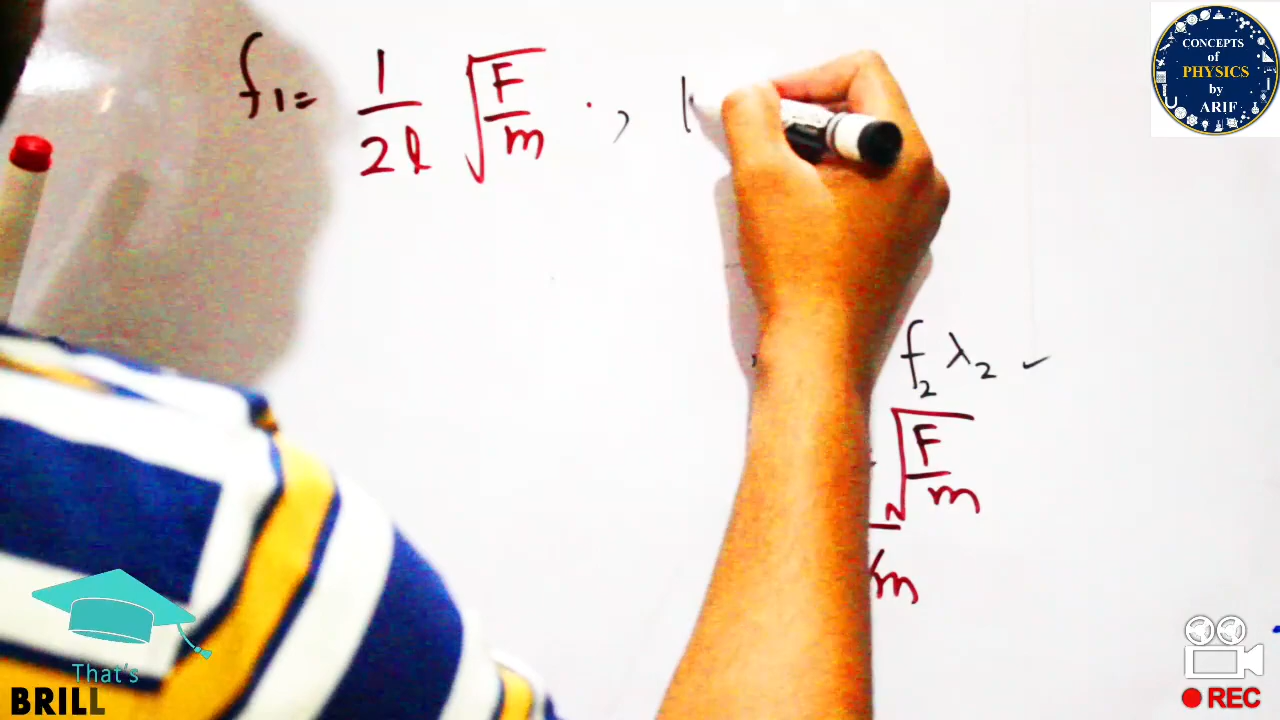 f₁ = 1/2l √F/m . ,
f₂ λ₂ ✓
√F/m
m
CONCEPTS
of
PHYSICS
by
ARIF
That's
BRILL
REC